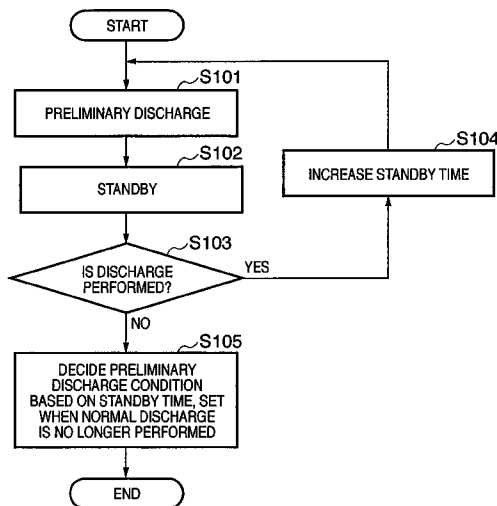 START
S101
PRELIMINARY DISCHARGE
S102
STANDBY
S104
INCREASE STANDBY TIME
S103
IS DISCHARGE
PERFORMED?
YES
NO
S105
DECIDE PRELIMINARY
DISCHARGE CONDITION
BASED ON STANDBY TIME, SET
WHEN NORMAL DISCHARGE
IS NO LONGER PERFORMED
END